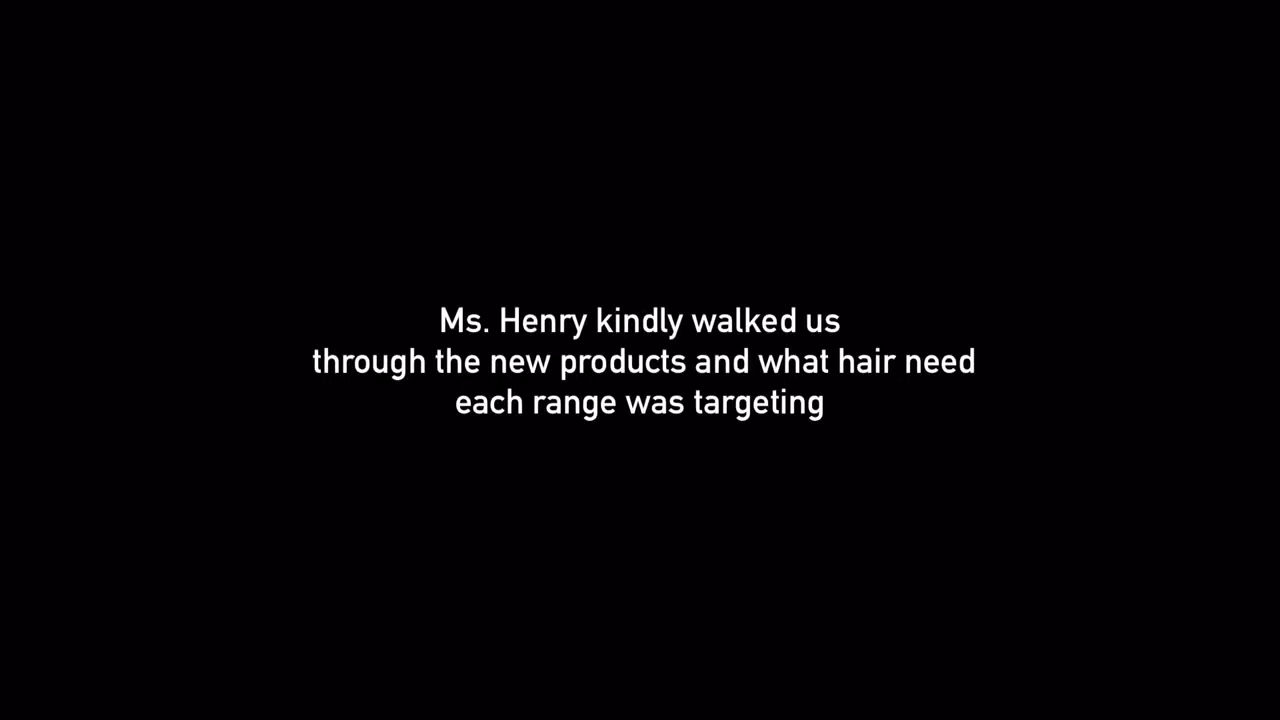 Ms. Henry kindly walked us
through the new products and what hair need
each range was targeting